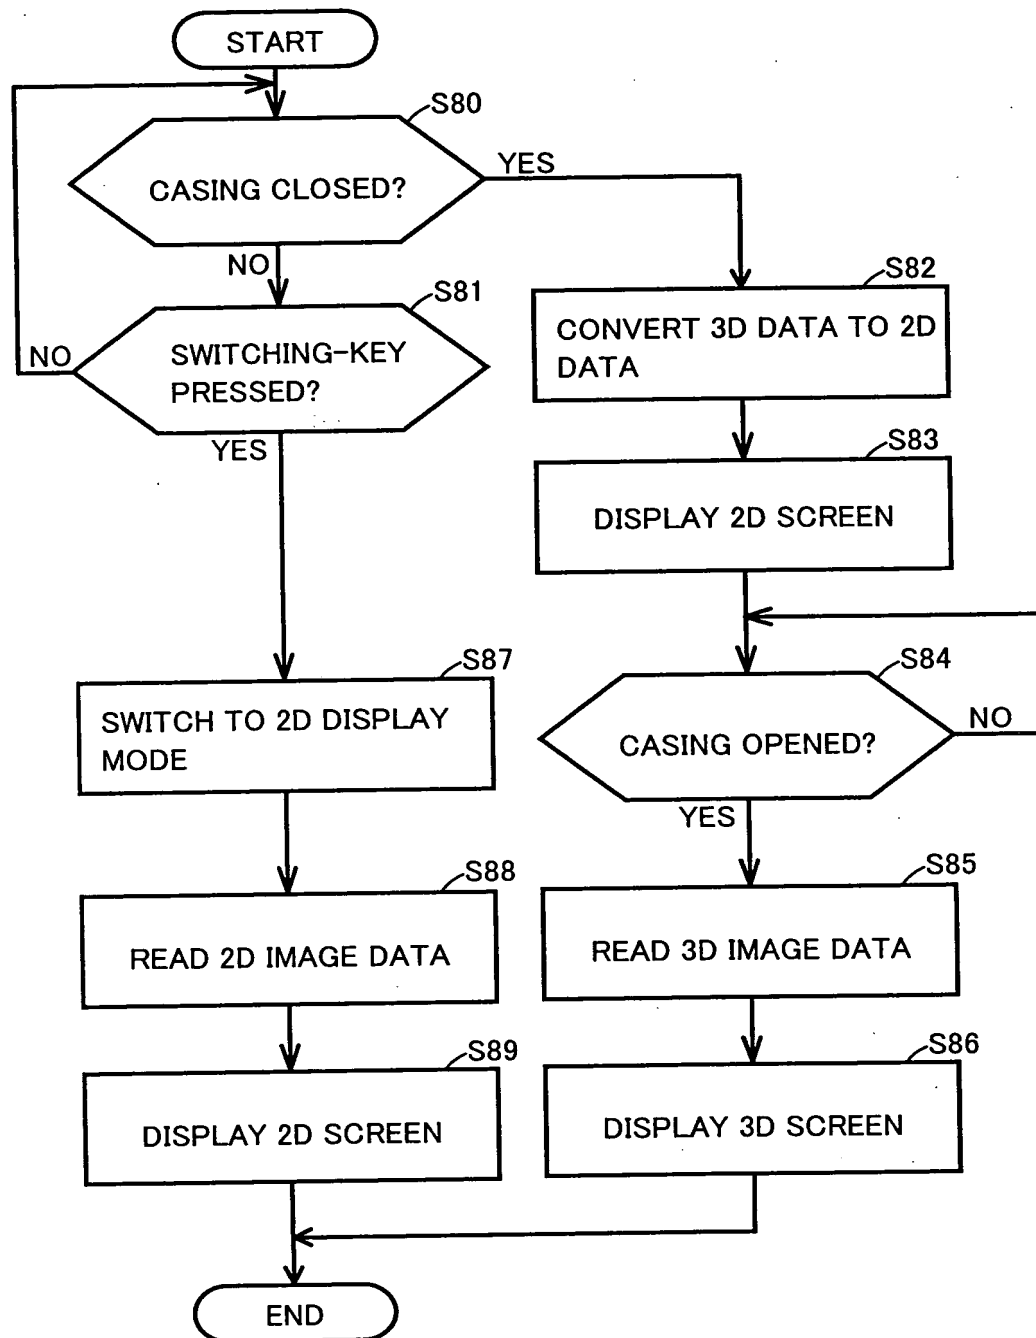 START
S80
CASING CLOSED?
YES
NO
S81
SWITCHING-KEY
PRESSED?
NO
YES
S82
CONVERT 3D DATA TO 2D
DATA
S83
DISPLAY 2D SCREEN
S84
CASING OPENED?
NO
YES
S87
SWITCH TO 2D DISPLAY
MODE
S88
READ 2D IMAGE DATA
S85
READ 3D IMAGE DATA
S89
DISPLAY 2D SCREEN
S86
DISPLAY 3D SCREEN
END